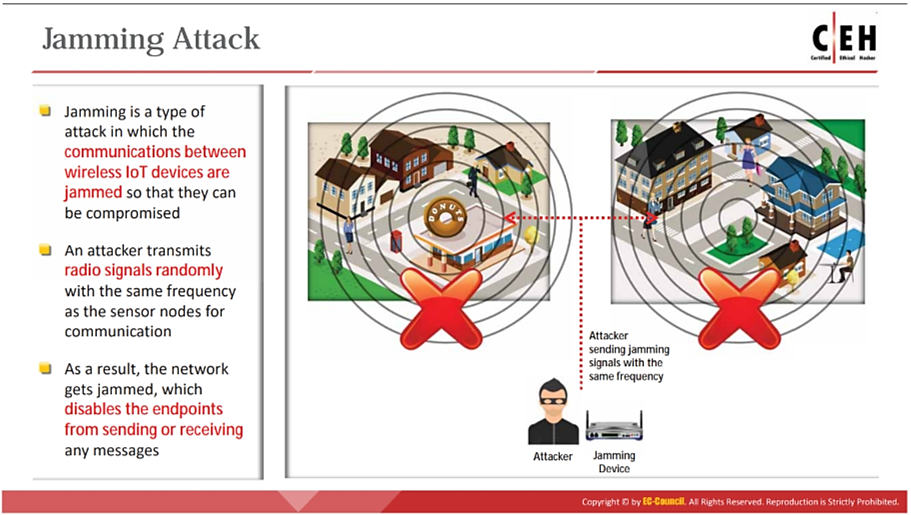 Jamming Attack
CEH
Certified Ethical Hacker
Jamming is a type of
attack in which the
communications between
wireless IoT devices are
jammed so that they can
be compromised
An attacker transmits
radio signals randomly
with the same frequency
as the sensor nodes for
communication
As a result, the network
gets jammed, which
disables the endpoints
from sending or receiving
any messages
DONUTS
Attacker
sending jamming
signals with the
same frequency
Attacker
Jamming
Device
Copyright © by EC-Council. All Rights Reserved. Reproduction is Strictly Prohibited.